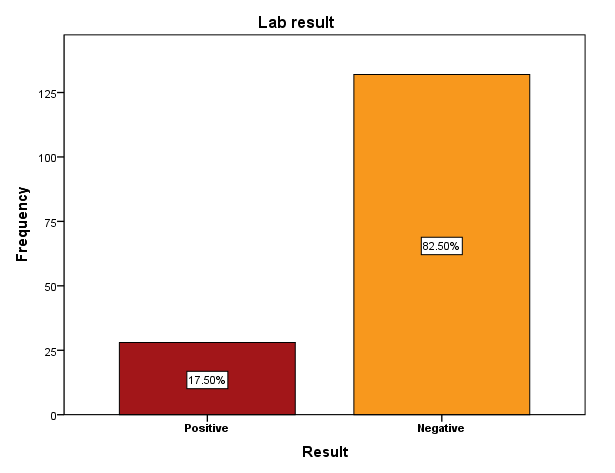 Lab result
Frequency
125
100
75
50
25
0
82.50%
17.50%
Positive
Negative
Result